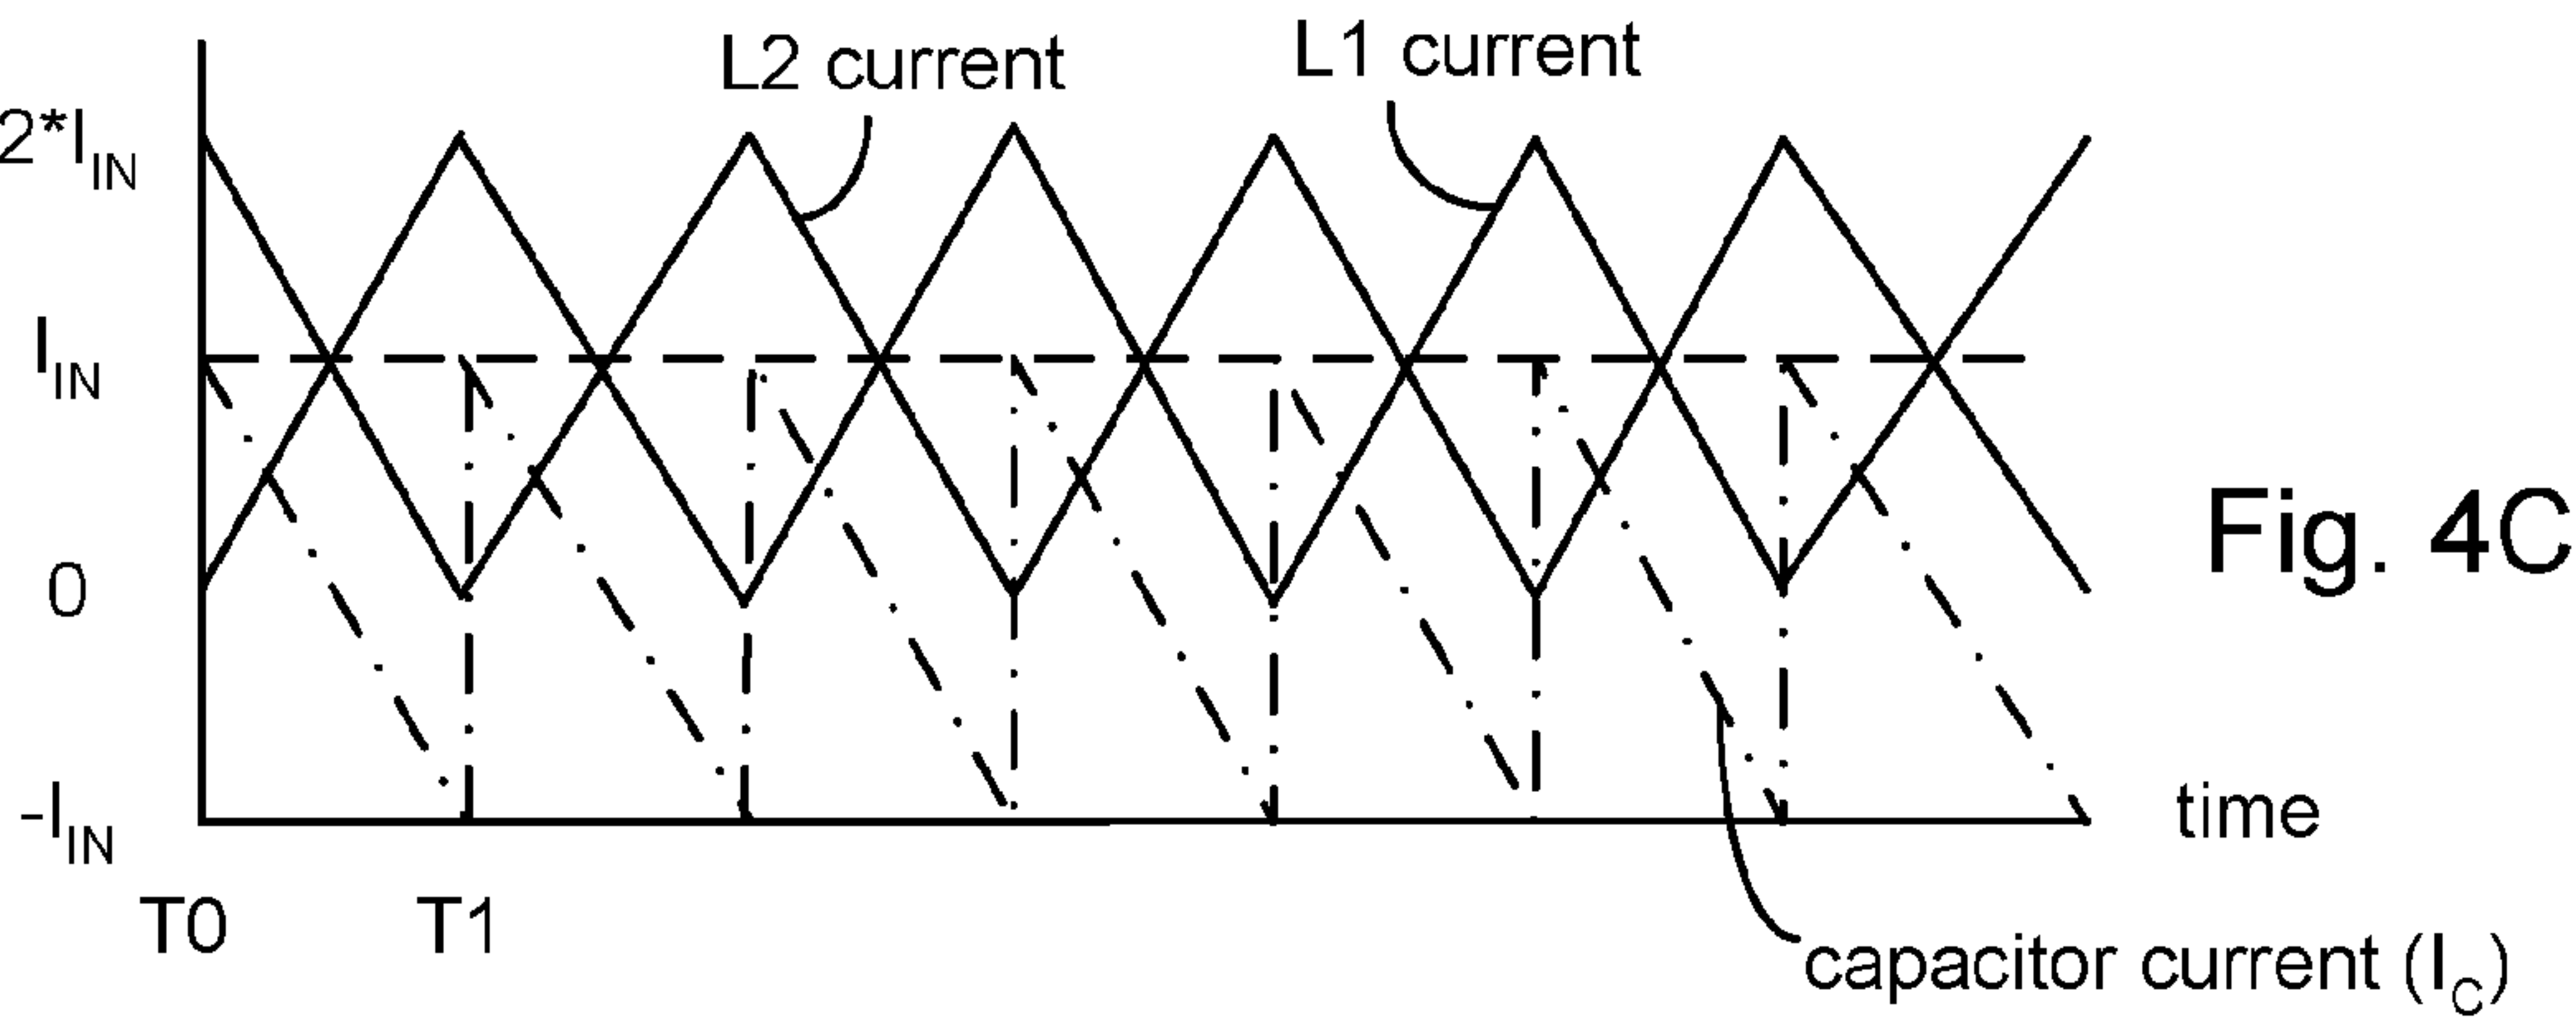 L2 current
L1 current
2*I_IN
I_IN
0
-I_IN
Fig. 4C
time
T0
T1
capacitor current (I_C)